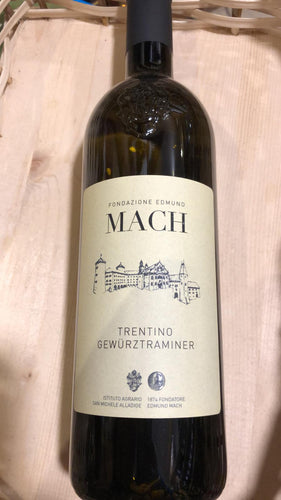 FONDAZIONE EDMUND
MACH
TRENTINO
GEWÜRZTRAMINER
ISTITUTO AGRARIO
SAN MICHELE ALL'ADIGE
1874 FONDATORE
EDMUND MACH